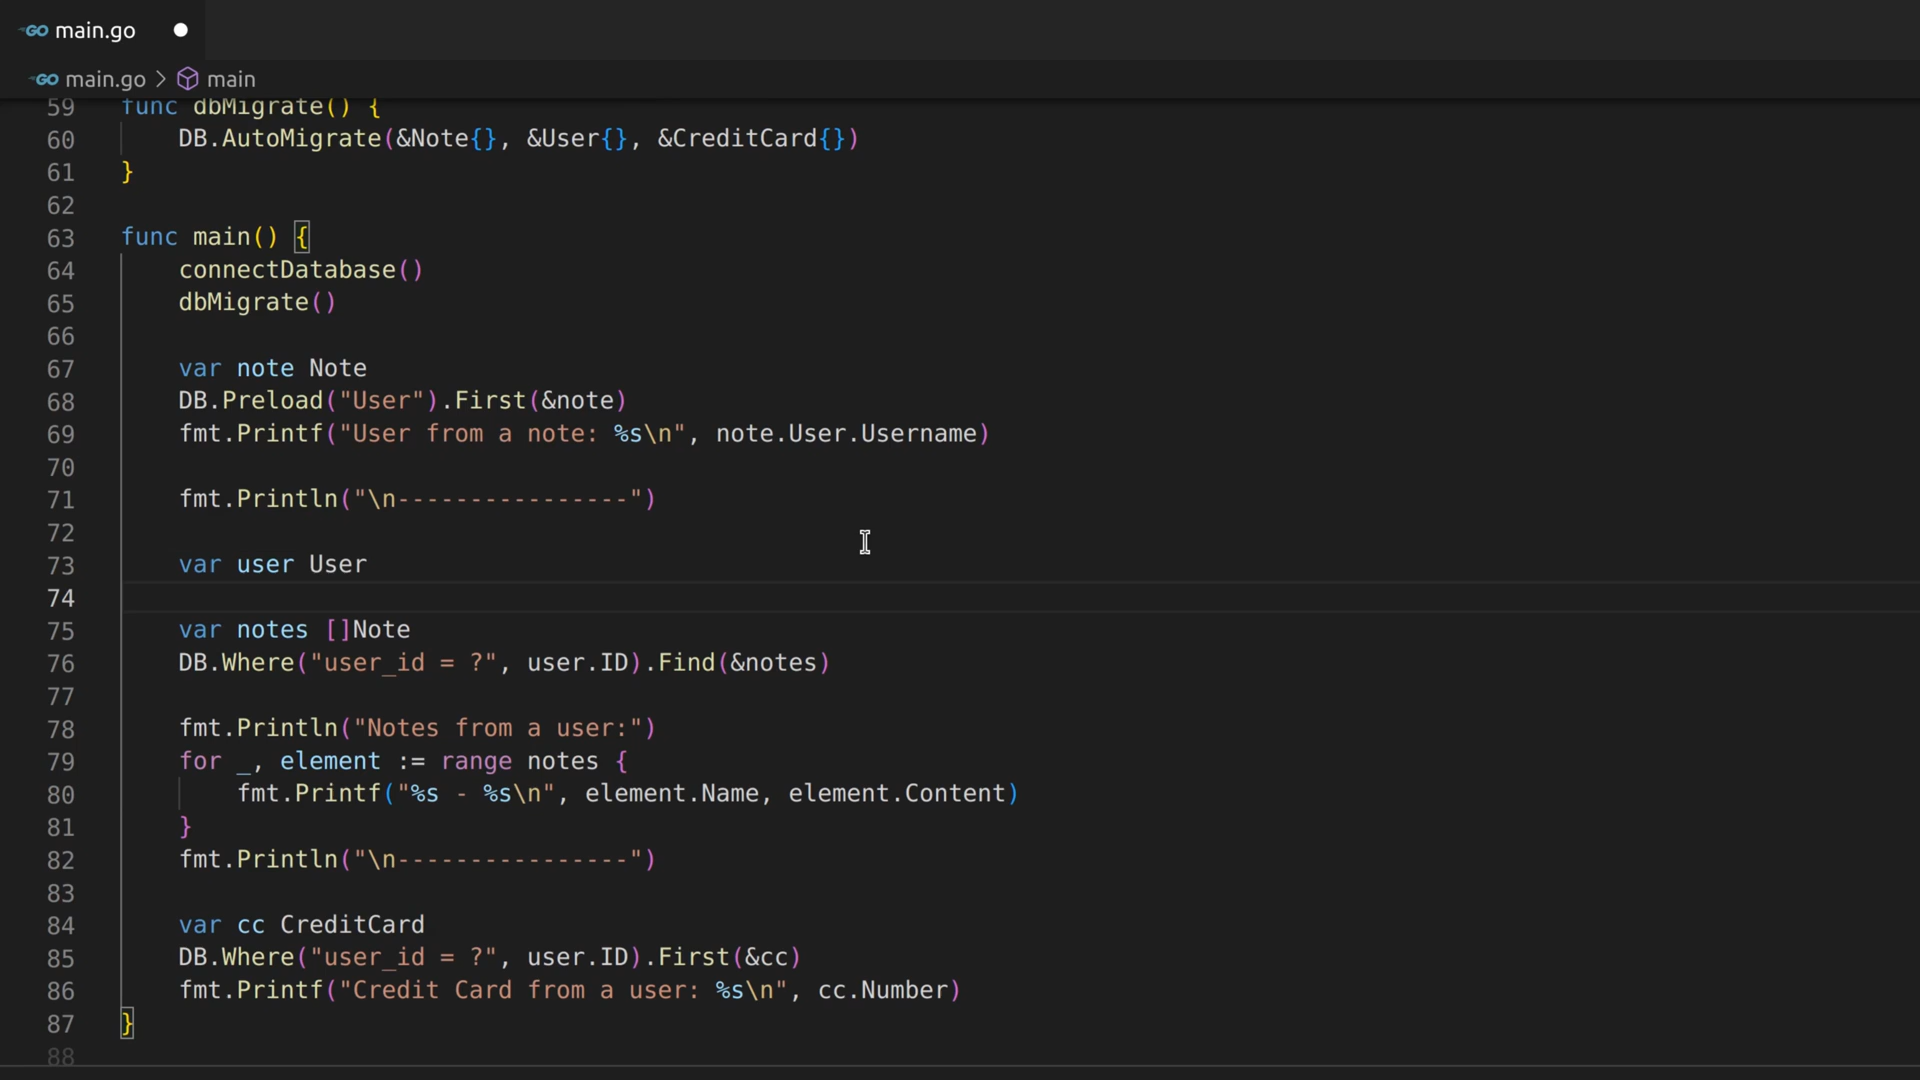 GO main.go
GO main.go > main
59 func dbMigrate() {
60     DB.AutoMigrate(&Note{}, &User{}, &CreditCard{})
61 }
62
63 func main() {
64     connectDatabase()
65     dbMigrate()
66
67     var note Note
68     DB.Preload("User").First(&note)
69     fmt.Printf("User from a note: %s\n", note.User.Username)
70
71     fmt.Println("\n----------------")
72
73     var user User
74
75     var notes []Note
76     DB.Where("user_id = ?", user.ID).Find(&notes)
77
78     fmt.Println("Notes from a user:")
79     for _, element := range notes {
80         fmt.Printf("%s - %s\n", element.Name, element.Content)
81     }
82     fmt.Println("\n----------------")
83
84     var cc CreditCard
85     DB.Where("user_id = ?", user.ID).First(&cc)
86     fmt.Printf("Credit Card from a user: %s\n", cc.Number)
87 }
88